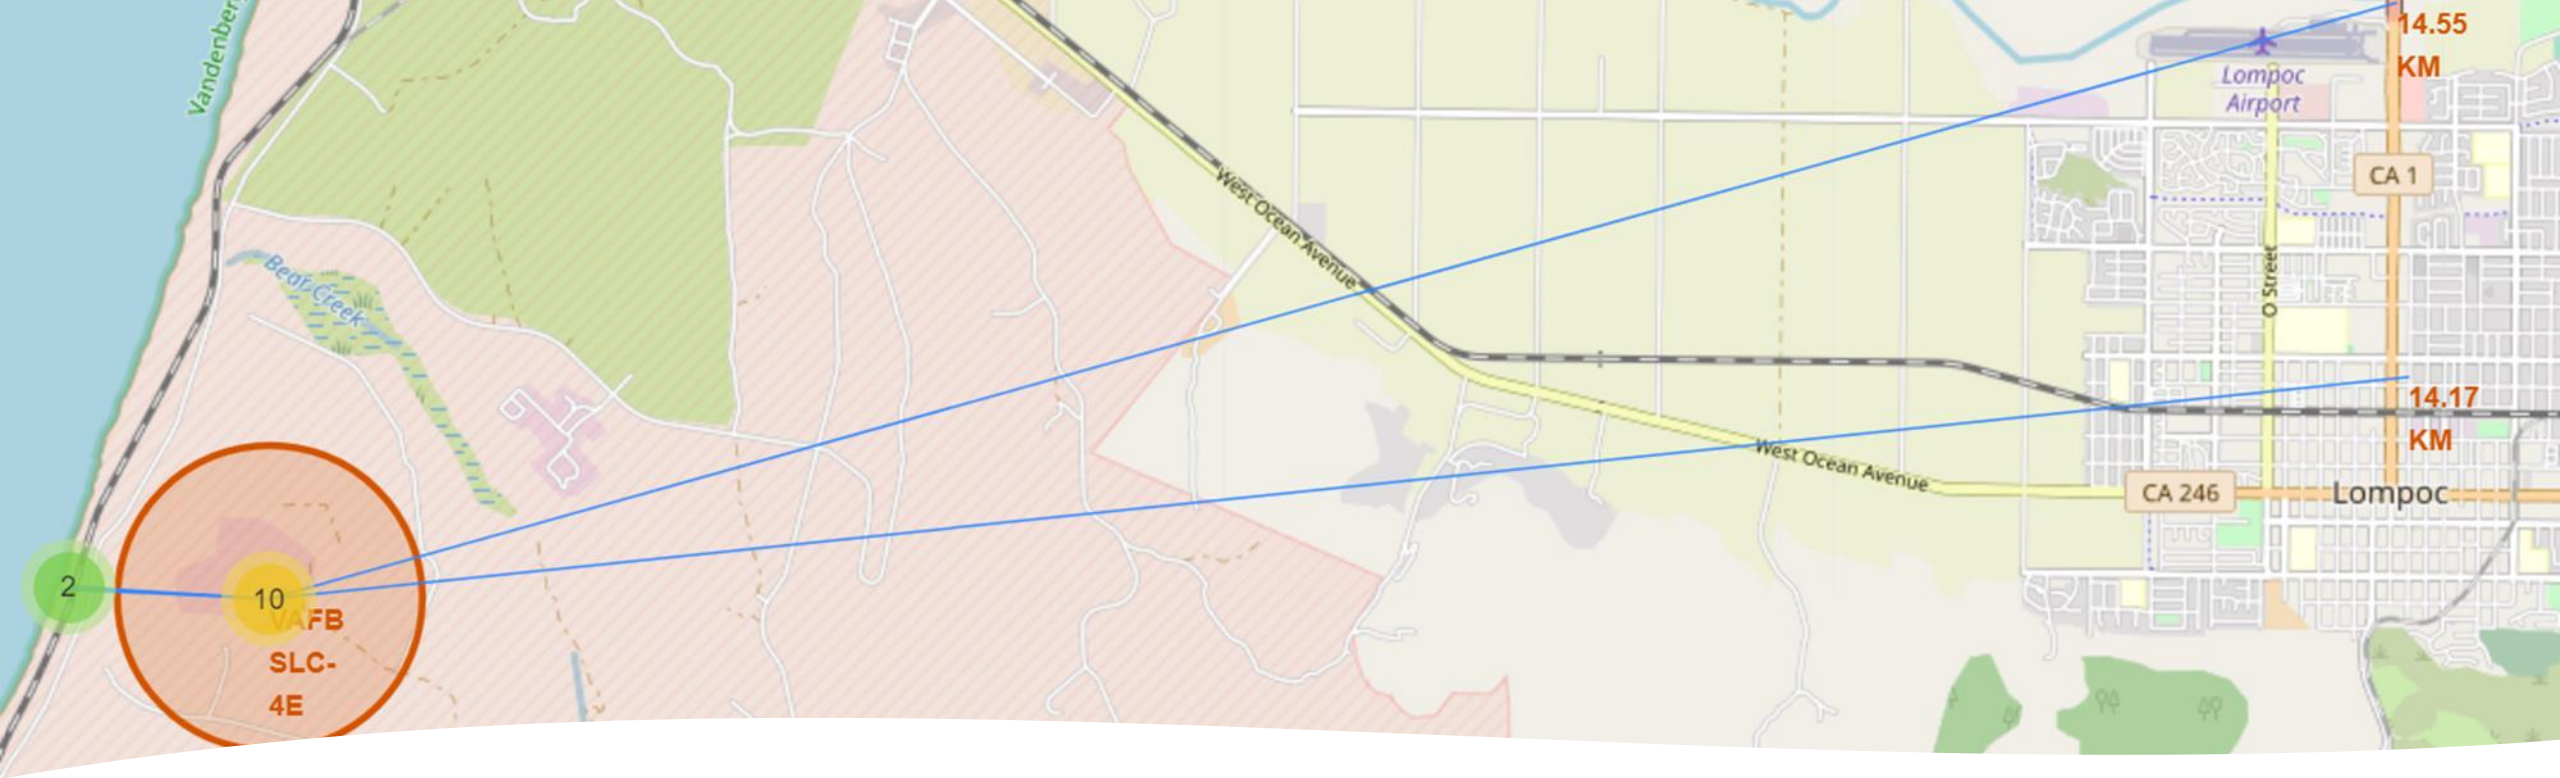 Vandenberg
14.55
KM
Lompoc
Airport
CA 1
West Ocean Avenue
Bear Creek
O Street
14.17
KM
West Ocean Avenue
CA 246
Lompoc
2
10
VAFB
SLC-
4E